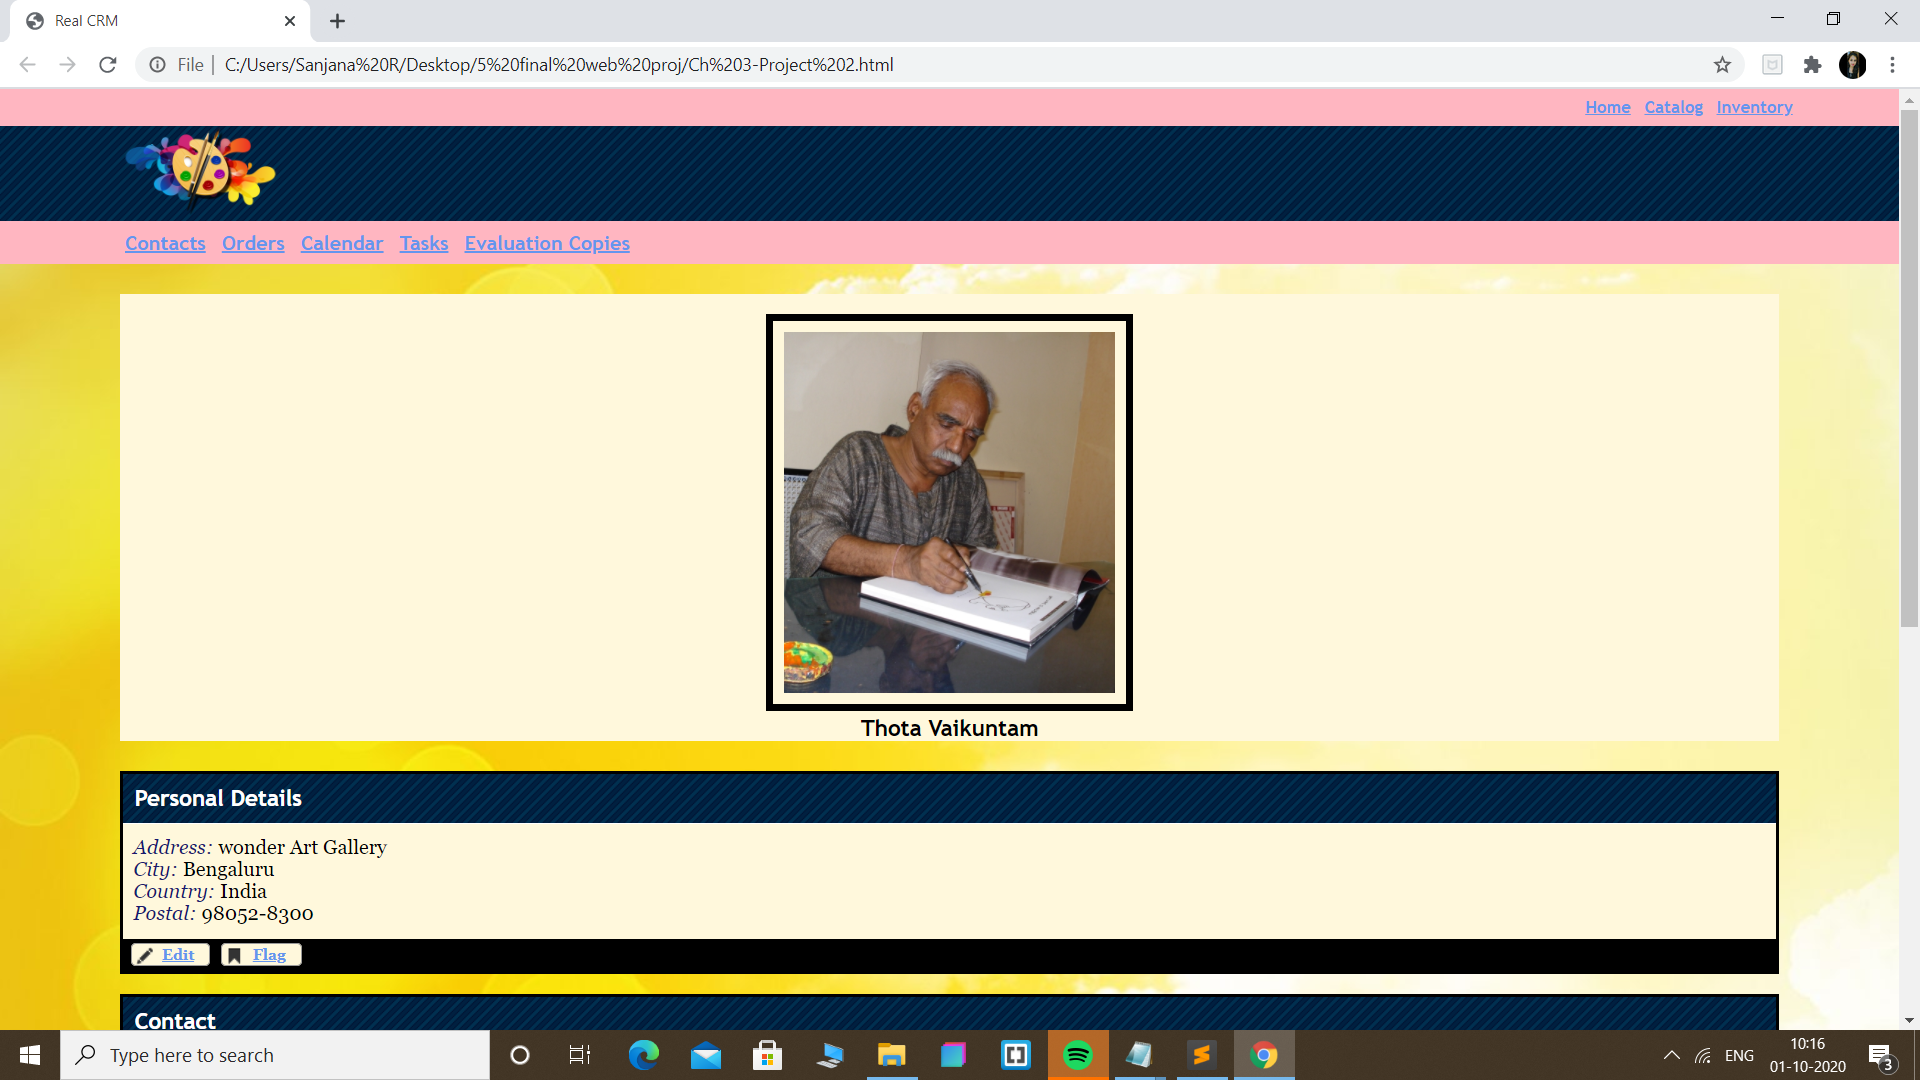 Real CRM
File | C:/Users/Sanjana%20R/Desktop/5%20final%20web%20proj/Ch%203-Project%202.html
Home Catalog Inventory
Contacts Orders Calendar Tasks Evaluation Copies
Thota Vaikuntam
Personal Details
Address: wonder Art Gallery
City: Bengaluru
Country: India
Postal: 98052-8300
Edit Flag
Contact
Type here to search
ENG
10:16
01-10-2020
3